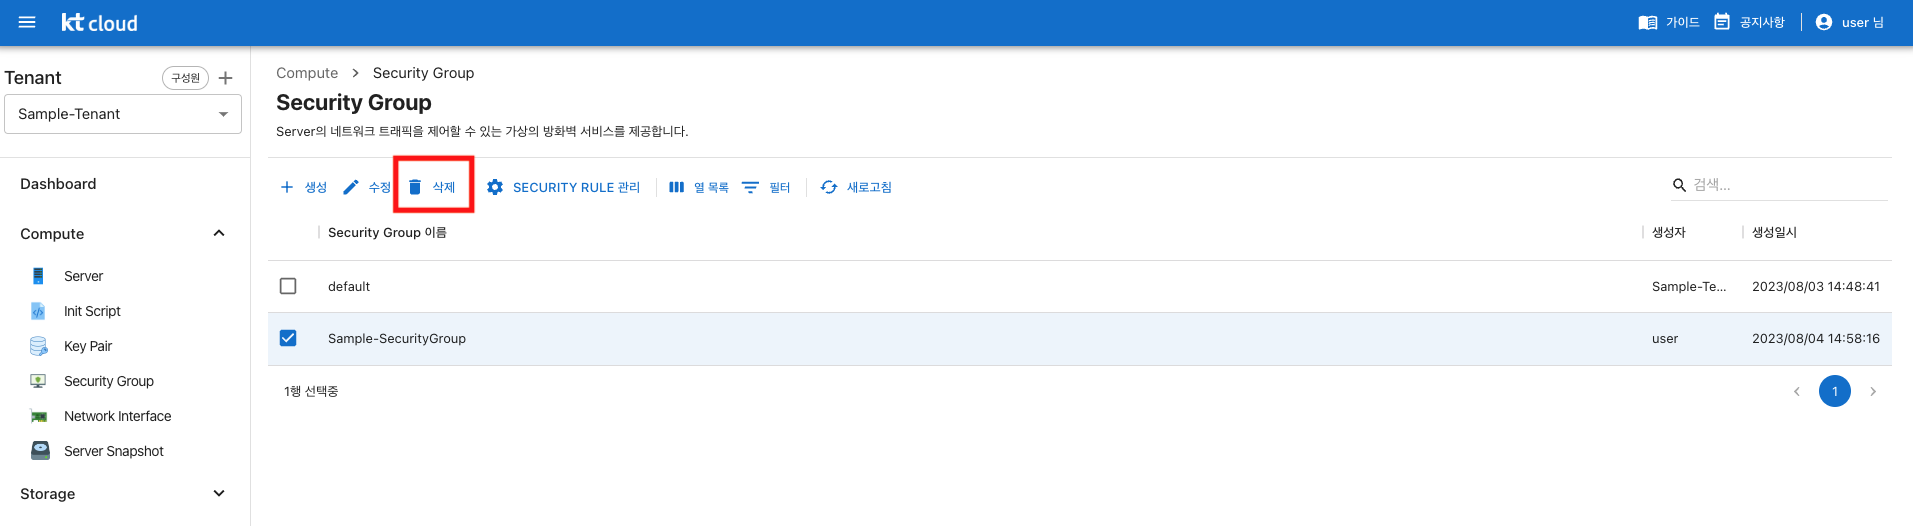 kt cloud
가이드 공지사항 user 님
Tenant 구성원
Sample-Tenant
Dashboard
Compute
Server
Init Script
Key Pair
Security Group
Network Interface
Server Snapshot
Storage
Compute > Security Group
Security Group
Server의 네트워크 트래픽을 제어할 수 있는 가상의 방화벽 서비스를 제공합니다.
생성 수정 삭제 SECURITY RULE 관리 열 목록 필터 새로고침 검색...
Security Group 이름 생성자 생성일시
default Sample-Te... 2023/08/03 14:48:41
Sample-SecurityGroup user 2023/08/04 14:58:16
1행 선택중 1